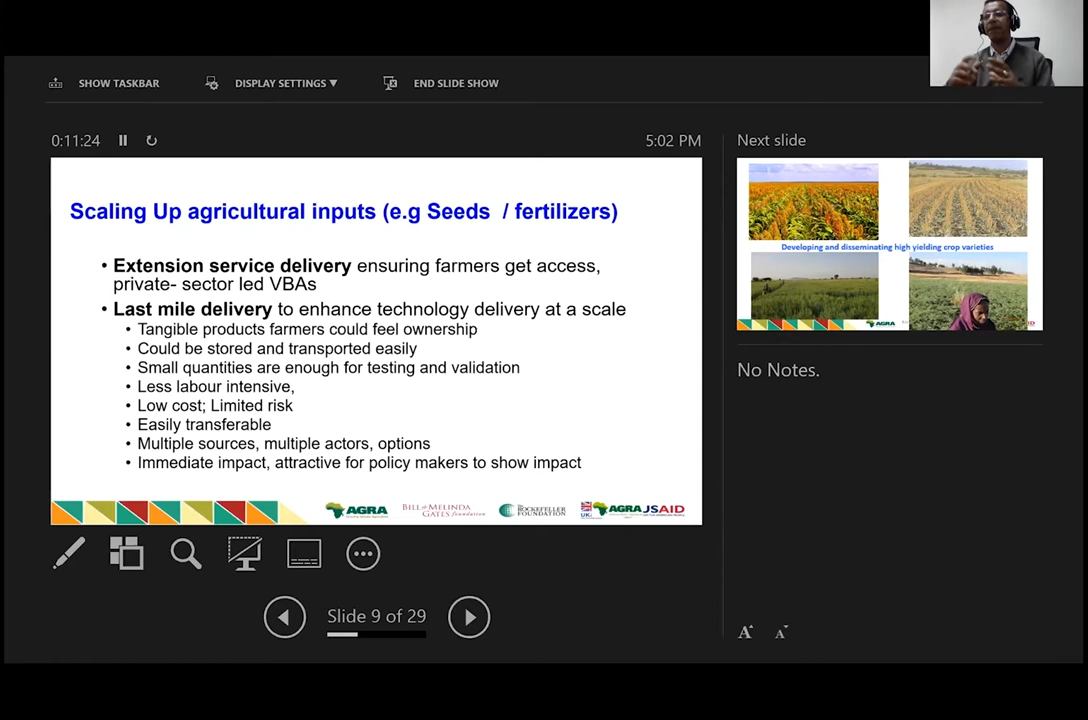 SHOW TASKBAR
DISPLAY SETTINGS ▼
END SLIDE SHOW
0:11:24
5:02 PM
Scaling Up agricultural inputs (e.g Seeds / fertilizers)
• Extension service delivery ensuring farmers get access,
private- sector led VBAs
• Last mile delivery to enhance technology delivery at a scale
• Tangible products farmers could feel ownership
• Could be stored and transported easily
• Small quantities are enough for testing and validation
• Less labour intensive,
• Low cost; Limited risk
• Easily transferable
• Multiple sources, multiple actors, options
• Immediate impact, attractive for policy makers to show impact
AGRA
BILL & MELINDA
GATES foundation
ROCKEFELLER
FOUNDATION
AGRA
USAID
Slide 9 of 29
Next slide
Developing and disseminating high yielding crop varieties
AGRA
No Notes.
A A